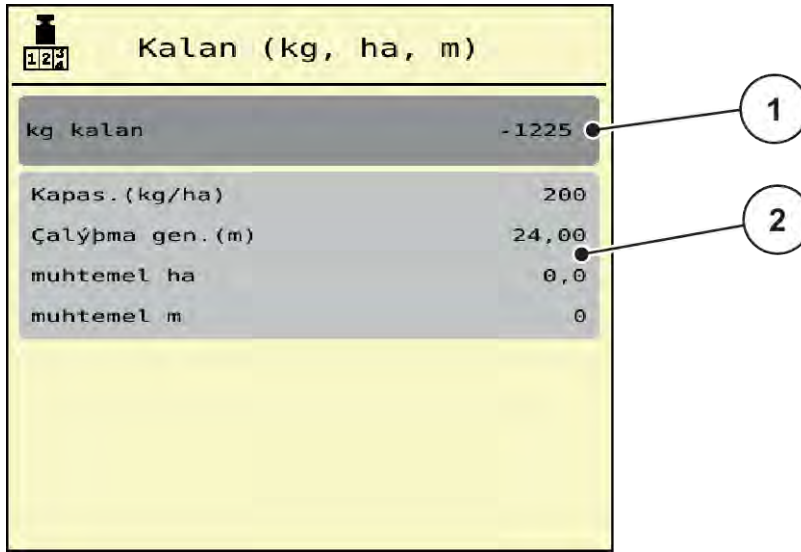 123
Kalan (kg, ha, m)
kg kalan -1225
1
Kapas.(kg/ha) 200
Çalýþma gen.(m) 24,00
2
muhtemel ha 0,0
muhtemel m 0